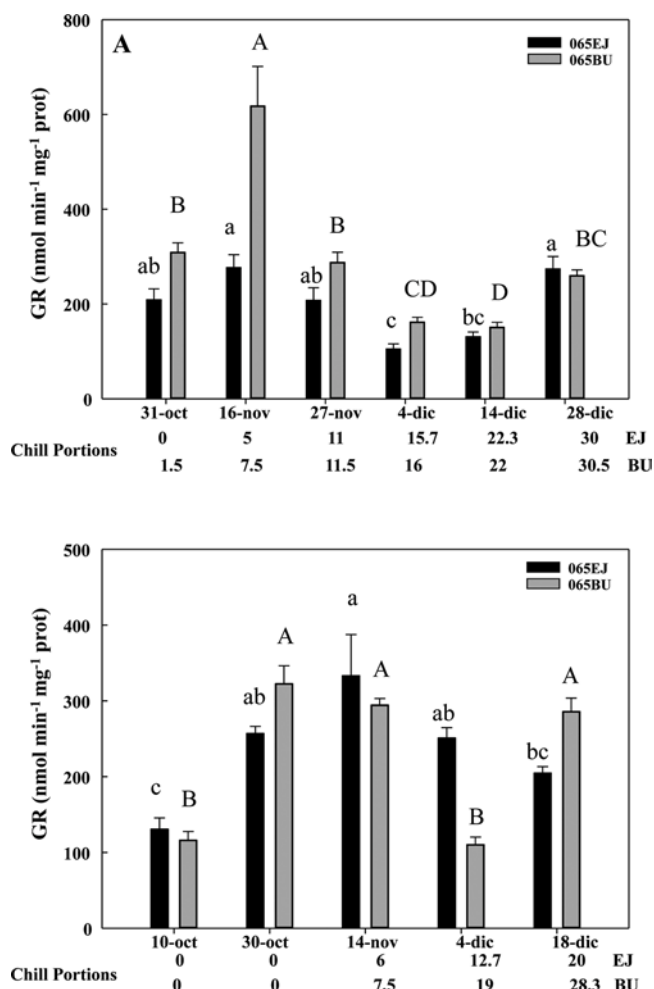 800
A
A
065EJ
065BU
600
GR (nmol min⁻¹ mg⁻¹ prot)
400
B
B
a
a
BC
ab
ab
200
CD
D
c
bc
0
31-oct 16-nov 27-nov 4-dic 14-dic 28-dic
Chill Portions
0 5 11 15.7 22.3 30 EJ
1.5 7.5 11.5 16 22 30.5 BU
500
065EJ
065BU
a
400
A
A
A
ab
ab
GR (nmol min⁻¹ mg⁻¹ prot)
300
bc
200
c
B
B
100
0
10-oct 30-oct 14-nov 4-dic 18-dic
Chill Portions
0 0 6 12.7 20 EJ
0 0 7.5 19 28.3 BU